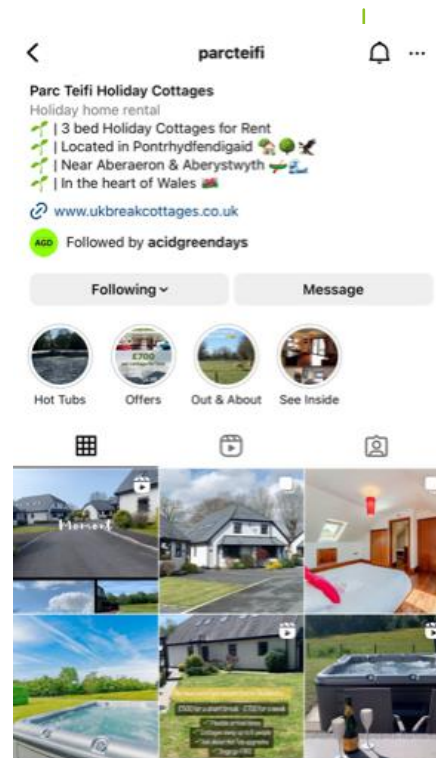 parcteifi
Parc Teifi Holiday Cottages
Holiday home rental
🌱 | 3 bed Holiday Cottages for Rent
🌱 | Located in Pontrhydfendigaid 🏡🌳🦅
🌱 | Near Aberaeron & Aberystwyth 🛶🌊
🌱 | In the heart of Wales 🏴󠁧󠁢󠁷󠁬󠁳󠁿
www.ukbreakcottages.co.uk
AGD Followed by acidgreendays
Following Message
£700
Hot Tubs Offers Out & About See Inside
Moment
£500 for a short break - £700 for a week